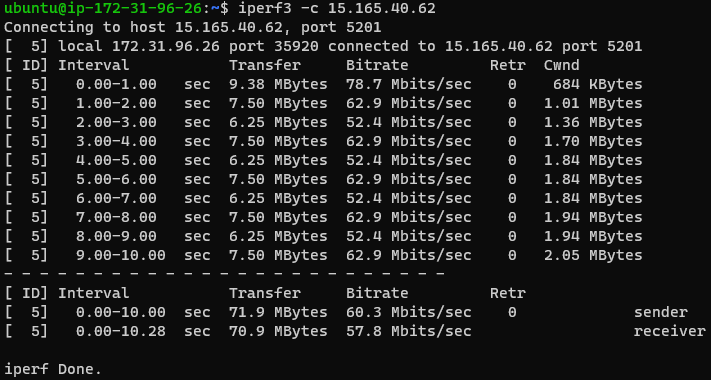 ubuntu@ip-172-31-96-26:~$ iperf3 -c 15.165.40.62
Connecting to host 15.165.40.62, port 5201
[  5] local 172.31.96.26 port 35920 connected to 15.165.40.62 port 5201
[ ID] Interval           Transfer     Bitrate         Retr  Cwnd
[  5]   0.00-1.00   sec  9.38 MBytes  78.7 Mbits/sec    0    684 KBytes
[  5]   1.00-2.00   sec  7.50 MBytes  62.9 Mbits/sec    0   1.01 MBytes
[  5]   2.00-3.00   sec  6.25 MBytes  52.4 Mbits/sec    0   1.36 MBytes
[  5]   3.00-4.00   sec  7.50 MBytes  62.9 Mbits/sec    0   1.70 MBytes
[  5]   4.00-5.00   sec  6.25 MBytes  52.4 Mbits/sec    0   1.84 MBytes
[  5]   5.00-6.00   sec  7.50 MBytes  62.9 Mbits/sec    0   1.84 MBytes
[  5]   6.00-7.00   sec  6.25 MBytes  52.4 Mbits/sec    0   1.84 MBytes
[  5]   7.00-8.00   sec  7.50 MBytes  62.9 Mbits/sec    0   1.94 MBytes
[  5]   8.00-9.00   sec  6.25 MBytes  52.4 Mbits/sec    0   1.94 MBytes
[  5]   9.00-10.00  sec  7.50 MBytes  62.9 Mbits/sec    0   2.05 MBytes
- - - - - - - - - - - - - - - - - - - - - - - - -
[ ID] Interval           Transfer     Bitrate         Retr
[  5]   0.00-10.00  sec  71.9 MBytes  60.3 Mbits/sec    0             sender
[  5]   0.00-10.28  sec  70.9 MBytes  57.8 Mbits/sec                  receiver
iperf Done.